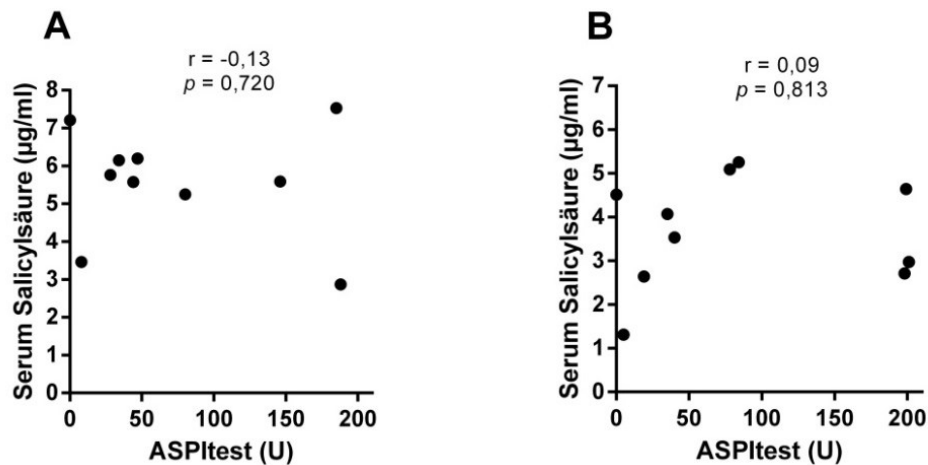 A
r = -0,13
p = 0,720
Serum Salicylsäure (µg/ml)
8
7
6
5
4
3
2
1
0
0 50 100 150 200
ASPItest (U)
B
r = 0,09
p = 0,813
Serum Salicylsäure (µg/ml)
7
6
5
4
3
2
1
0
0 50 100 150 200
ASPItest (U)